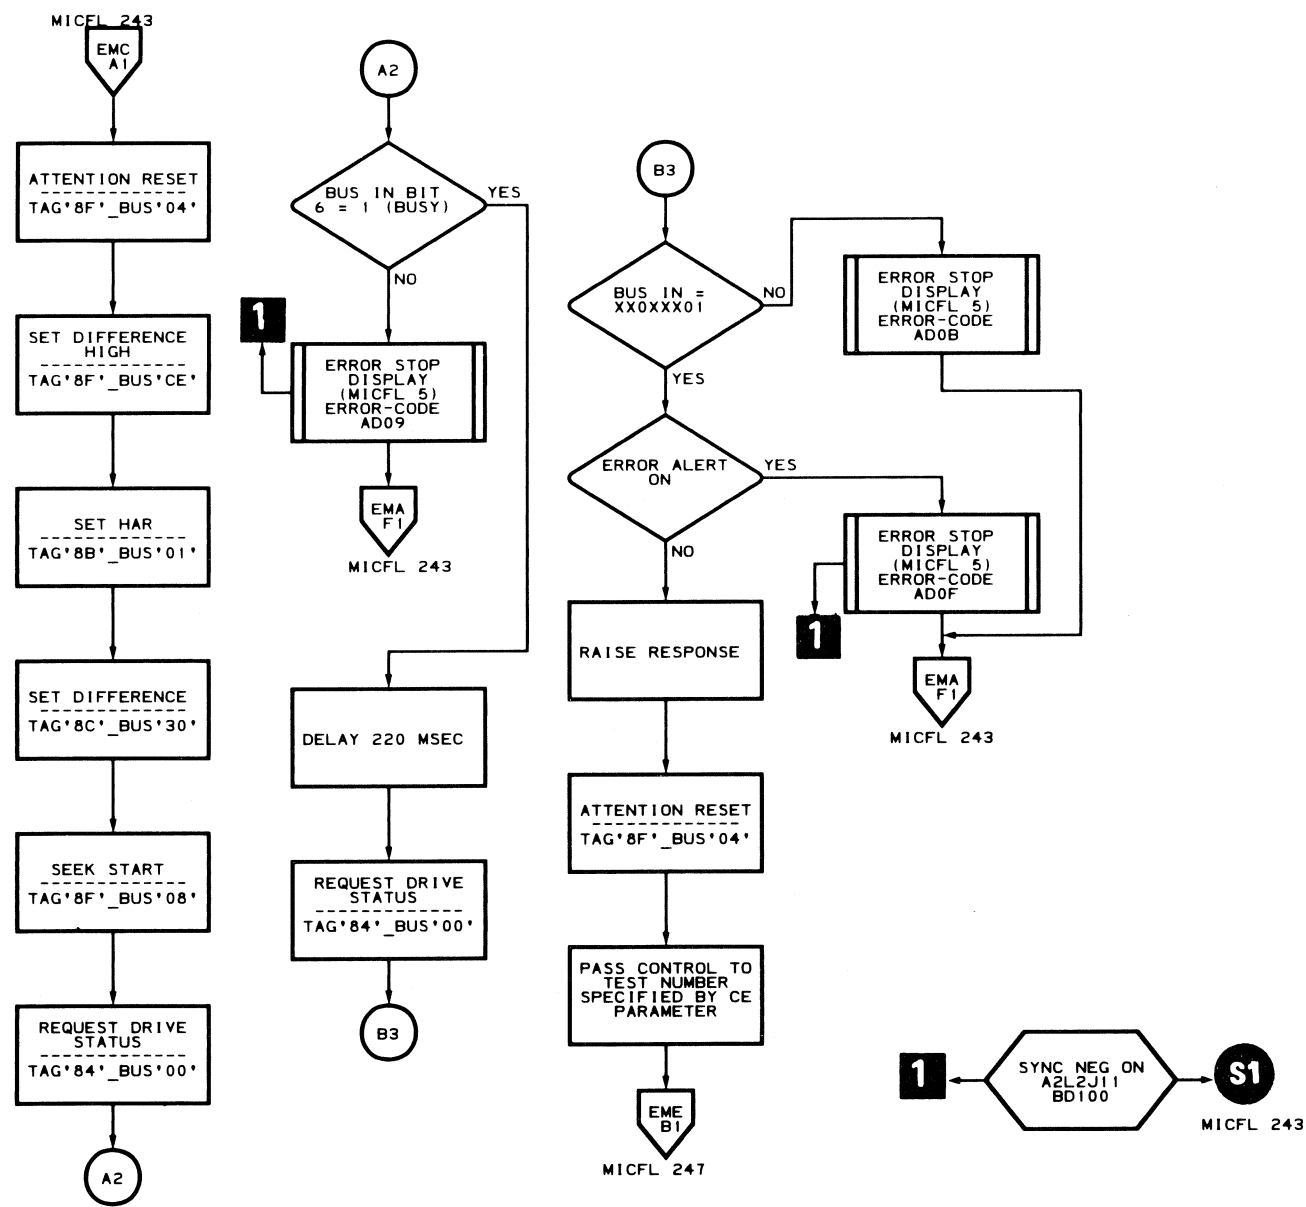 MICFL 243
EMC
A1
ATTENTION RESET
TAG'8F'_BUS'04'
SET DIFFERENCE
HIGH
TAG'8F'_BUS'CE'
SET HAR
TAG'8B'_BUS'01'
SET DIFFERENCE
TAG'8C'_BUS'30'
SEEK START
TAG'8F'_BUS'08'
REQUEST DRIVE
STATUS
TAG'84'_BUS'00'
A2
A2
BUS IN BIT
6 = 1 (BUSY)
YES
NO
1
ERROR STOP
DISPLAY
(MICFL 5)
ERROR-CODE
AD09
EMA
F1
MICFL 243
DELAY 220 MSEC
REQUEST DRIVE
STATUS
TAG'84'_BUS'00'
B3
B3
BUS IN =
XX0XXX01
NO
YES
ERROR STOP
DISPLAY
(MICFL 5)
ERROR-CODE
AD0B
ERROR ALERT
ON
YES
NO
ERROR STOP
DISPLAY
(MICFL 5)
ERROR-CODE
AD0F
1
EMA
F1
MICFL 243
RAISE RESPONSE
ATTENTION RESET
TAG'8F'_BUS'04'
PASS CONTROL TO
TEST NUMBER
SPECIFIED BY CE
PARAMETER
EME
B1
MICFL 247
1
SYNC NEG ON
A2L2J11
BD100
S1
MICFL 243